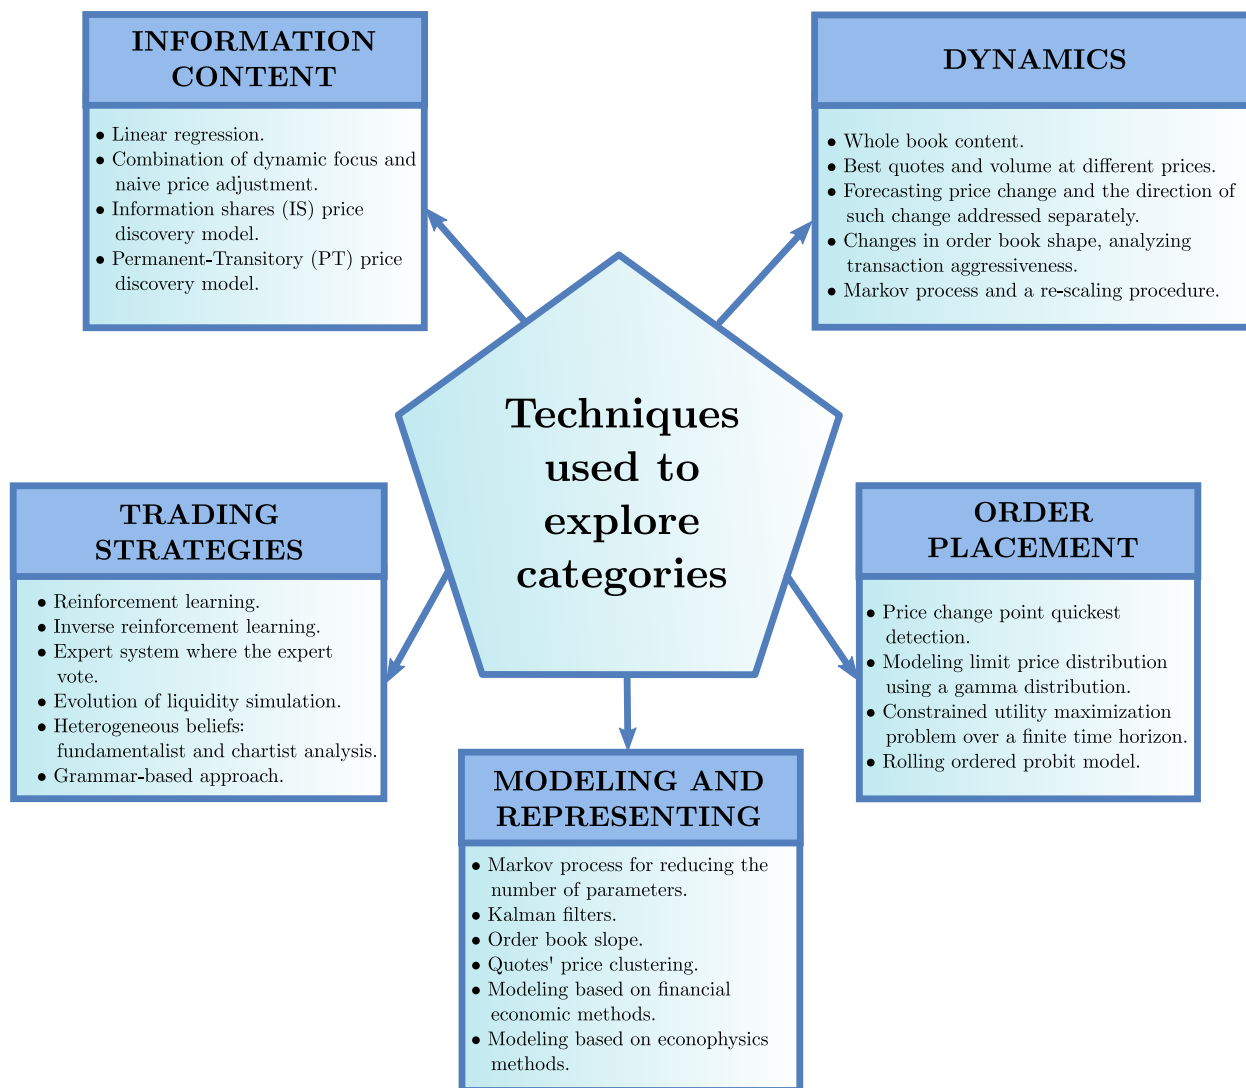 INFORMATION
CONTENT
• Linear regression.
• Combination of dynamic focus and
naive price adjustment.
• Information shares (IS) price
discovery model.
• Permanent-Transitory (PT) price
discovery model.
DYNAMICS
• Whole book content.
• Best quotes and volume at different prices.
• Forecasting price change and the direction of
such change addressed separately.
• Changes in order book shape, analyzing
transaction aggressiveness.
• Markov process and a re-scaling procedure.
Techniques
used to
explore
categories
TRADING
STRATEGIES
• Reinforcement learning.
• Inverse reinforcement learning.
• Expert system where the expert
vote.
• Evolution of liquidity simulation.
• Heterogeneous beliefs:
fundamentalist and chartist analysis.
• Grammar-based approach.
ORDER
PLACEMENT
• Price change point quickest
detection.
• Modeling limit price distribution
using a gamma distribution.
• Constrained utility maximization
problem over a finite time horizon.
• Rolling ordered probit model.
MODELING AND
REPRESENTING
• Markov process for reducing the
number of parameters.
• Kalman filters.
• Order book slope.
• Quotes' price clustering.
• Modeling based on financial
economic methods.
• Modeling based on econophysics
methods.